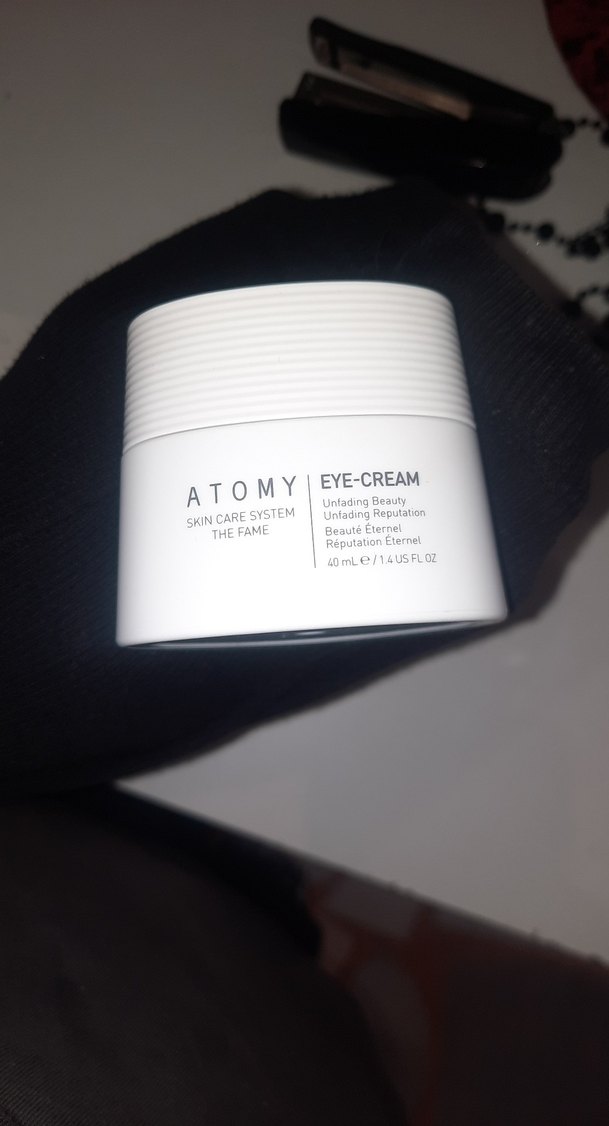 ATOMY
SKIN CARE SYSTEM
THE FAME
EYE-CREAM
Unfading Beauty
Unfading Reputation
Beauté Éternel
Réputation Éternel
40 mL ℮ / 1.4 US FL OZ